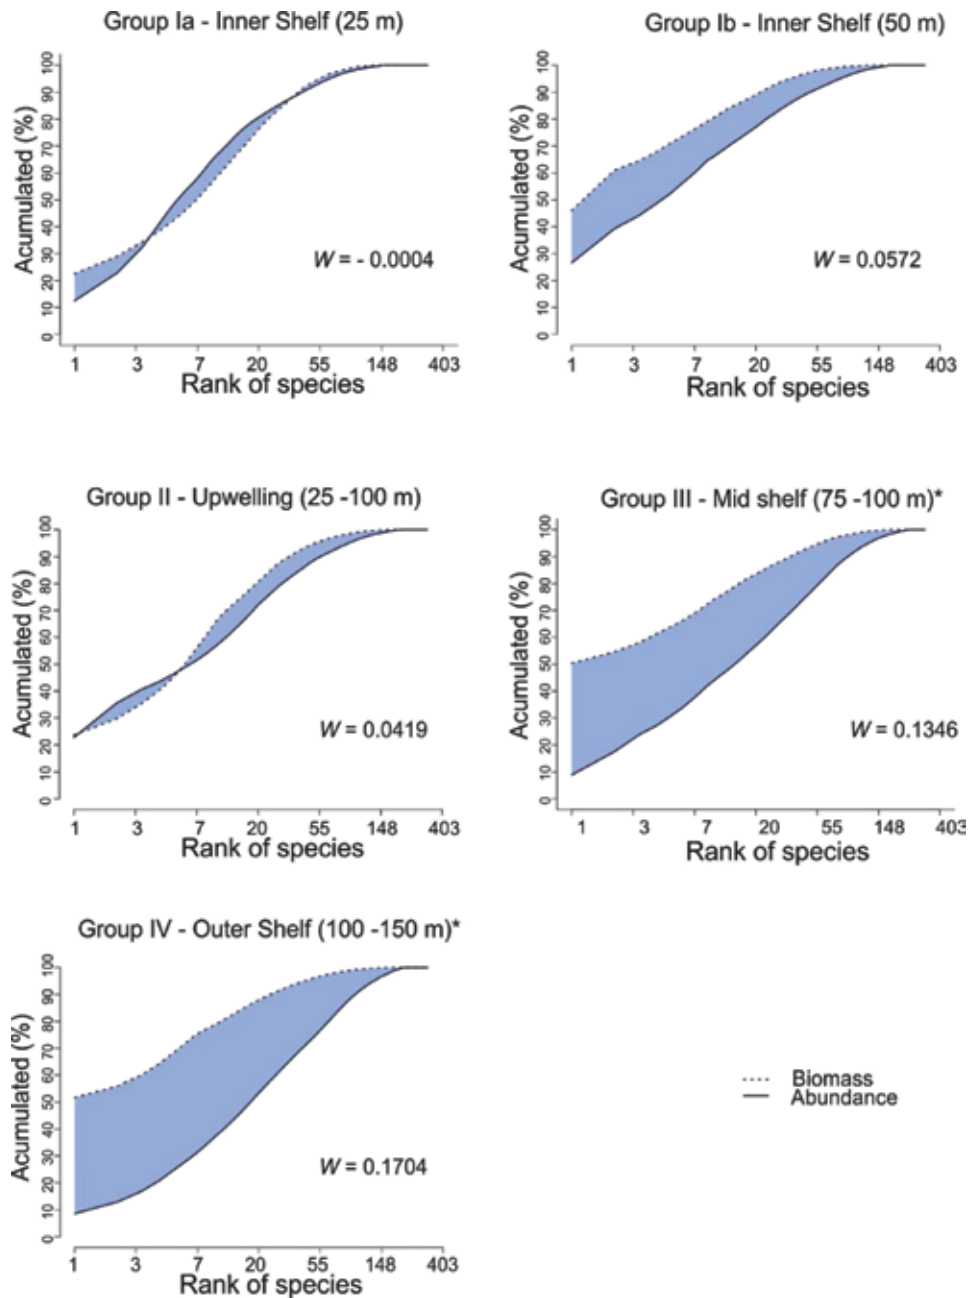 Group Ia - Inner Shelf (25 m)
Acumulated (%)
0 10 20 30 40 50 60 70 80 90 100
W = - 0.0004
1 3 7 20 55 148 403
Rank of species
Group Ib - Inner Shelf (50 m)
Acumulated (%)
0 10 20 30 40 50 60 70 80 90 100
W = 0.0572
1 3 7 20 55 148 403
Rank of species
Group II - Upwelling (25 -100 m)
Acumulated (%)
0 10 20 30 40 50 60 70 80 90 100
W = 0.0419
1 3 7 20 55 148 403
Rank of species
Group III - Mid shelf (75 -100 m)*
Acumulated (%)
0 10 20 30 40 50 60 70 80 90 100
W = 0.1346
1 3 7 20 55 148 403
Rank of species
Group IV - Outer Shelf (100 -150 m)*
Acumulated (%)
0 10 20 30 40 50 60 70 80 90 100
W = 0.1704
1 3 7 20 55 148 403
Rank of species
Biomass
Abundance